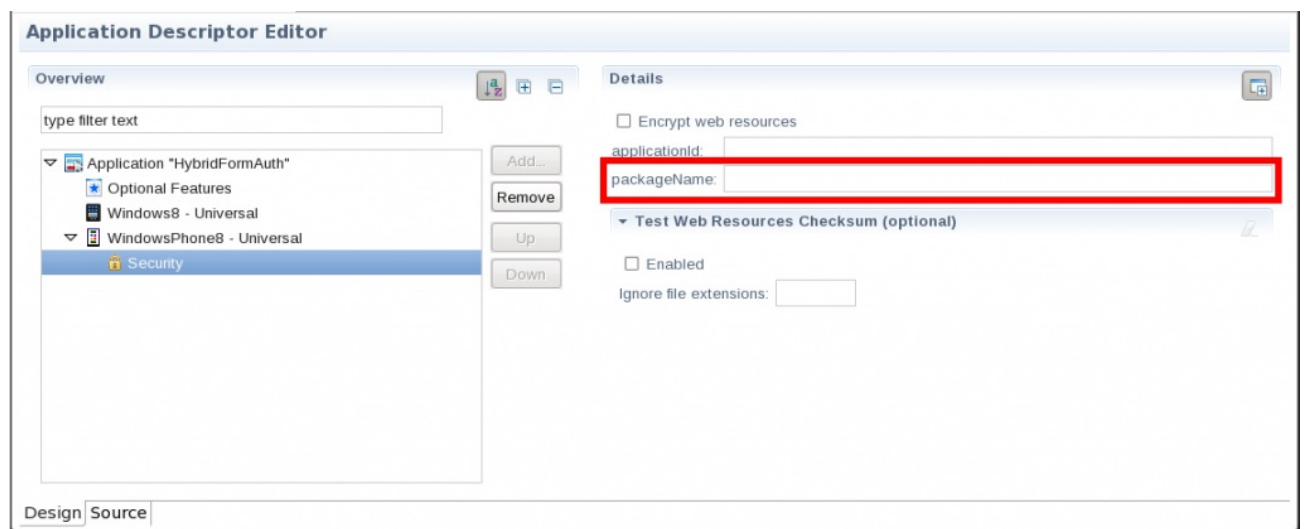 Application Descriptor Editor
Overview
type filter text
Application "HybridFormAuth"
Optional Features
Windows8 - Universal
WindowsPhone8 - Universal
Security
Add...
Remove
Up
Down
Details
Encrypt web resources
applicationId:
packageName:
Test Web Resources Checksum (optional)
Enabled
Ignore file extensions:
Design Source